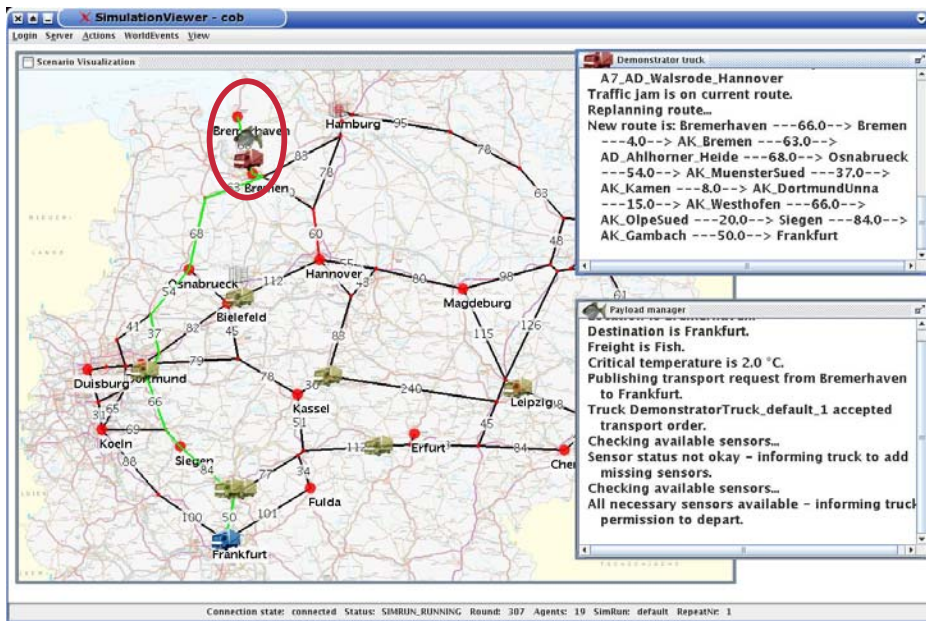 SimulationViewer - cob
Login Server Actions WorldEvents View
Scenario Visualization
Demonstrator truck
A7_AD_Walsrode_Hannover
Traffic jam is on current route.
Replanning route...
New route is: Bremerhaven ---66.0--> Bremen
---4.0--> AK_Bremen ---63.0-->
AD_Ahlhorner_Heide ---68.0--> Osnabrueck
---54.0--> AK_MuensterSued ---37.0-->
AK_Kamen ---8.0--> AK_DortmundUnna
---15.0--> AK_Westhofen ---66.0-->
AK_OlpeSued ---20.0--> Siegen ---84.0-->
AK_Gambach ---50.0--> Frankfurt
Payload manager
Destination is Frankfurt.
Freight is Fish.
Critical temperature is 2.0 °C.
Publishing transport request from Bremerhaven
to Frankfurt.
Truck DemonstratorTruck_default_1 accepted
transport order.
Checking available sensors...
Sensor status not okay – informing truck to add
missing sensors.
Checking available sensors...
All necessary sensors available – informing truck
permission to depart.
Hamburg
95
78
83
78
63
63
Bremen
68
60
48
Hannover
55
Osnabrueck
112
43
80
98
54
Bielefeld
Magdeburg
61
41
37
82
45
83
115
126
79
Duisburg
78
30
240
Leipzig
98
31
65
66
Kassel
51
45
Koeln
69
Erfurt
84
88
Siegen
84
77
34
112
Fulda
100
50
101
Frankfurt
Connection state: connected Status: SIMRUN_RUNNING Round: 307 Agents: 19 SimRun: default RepeatNr: 1